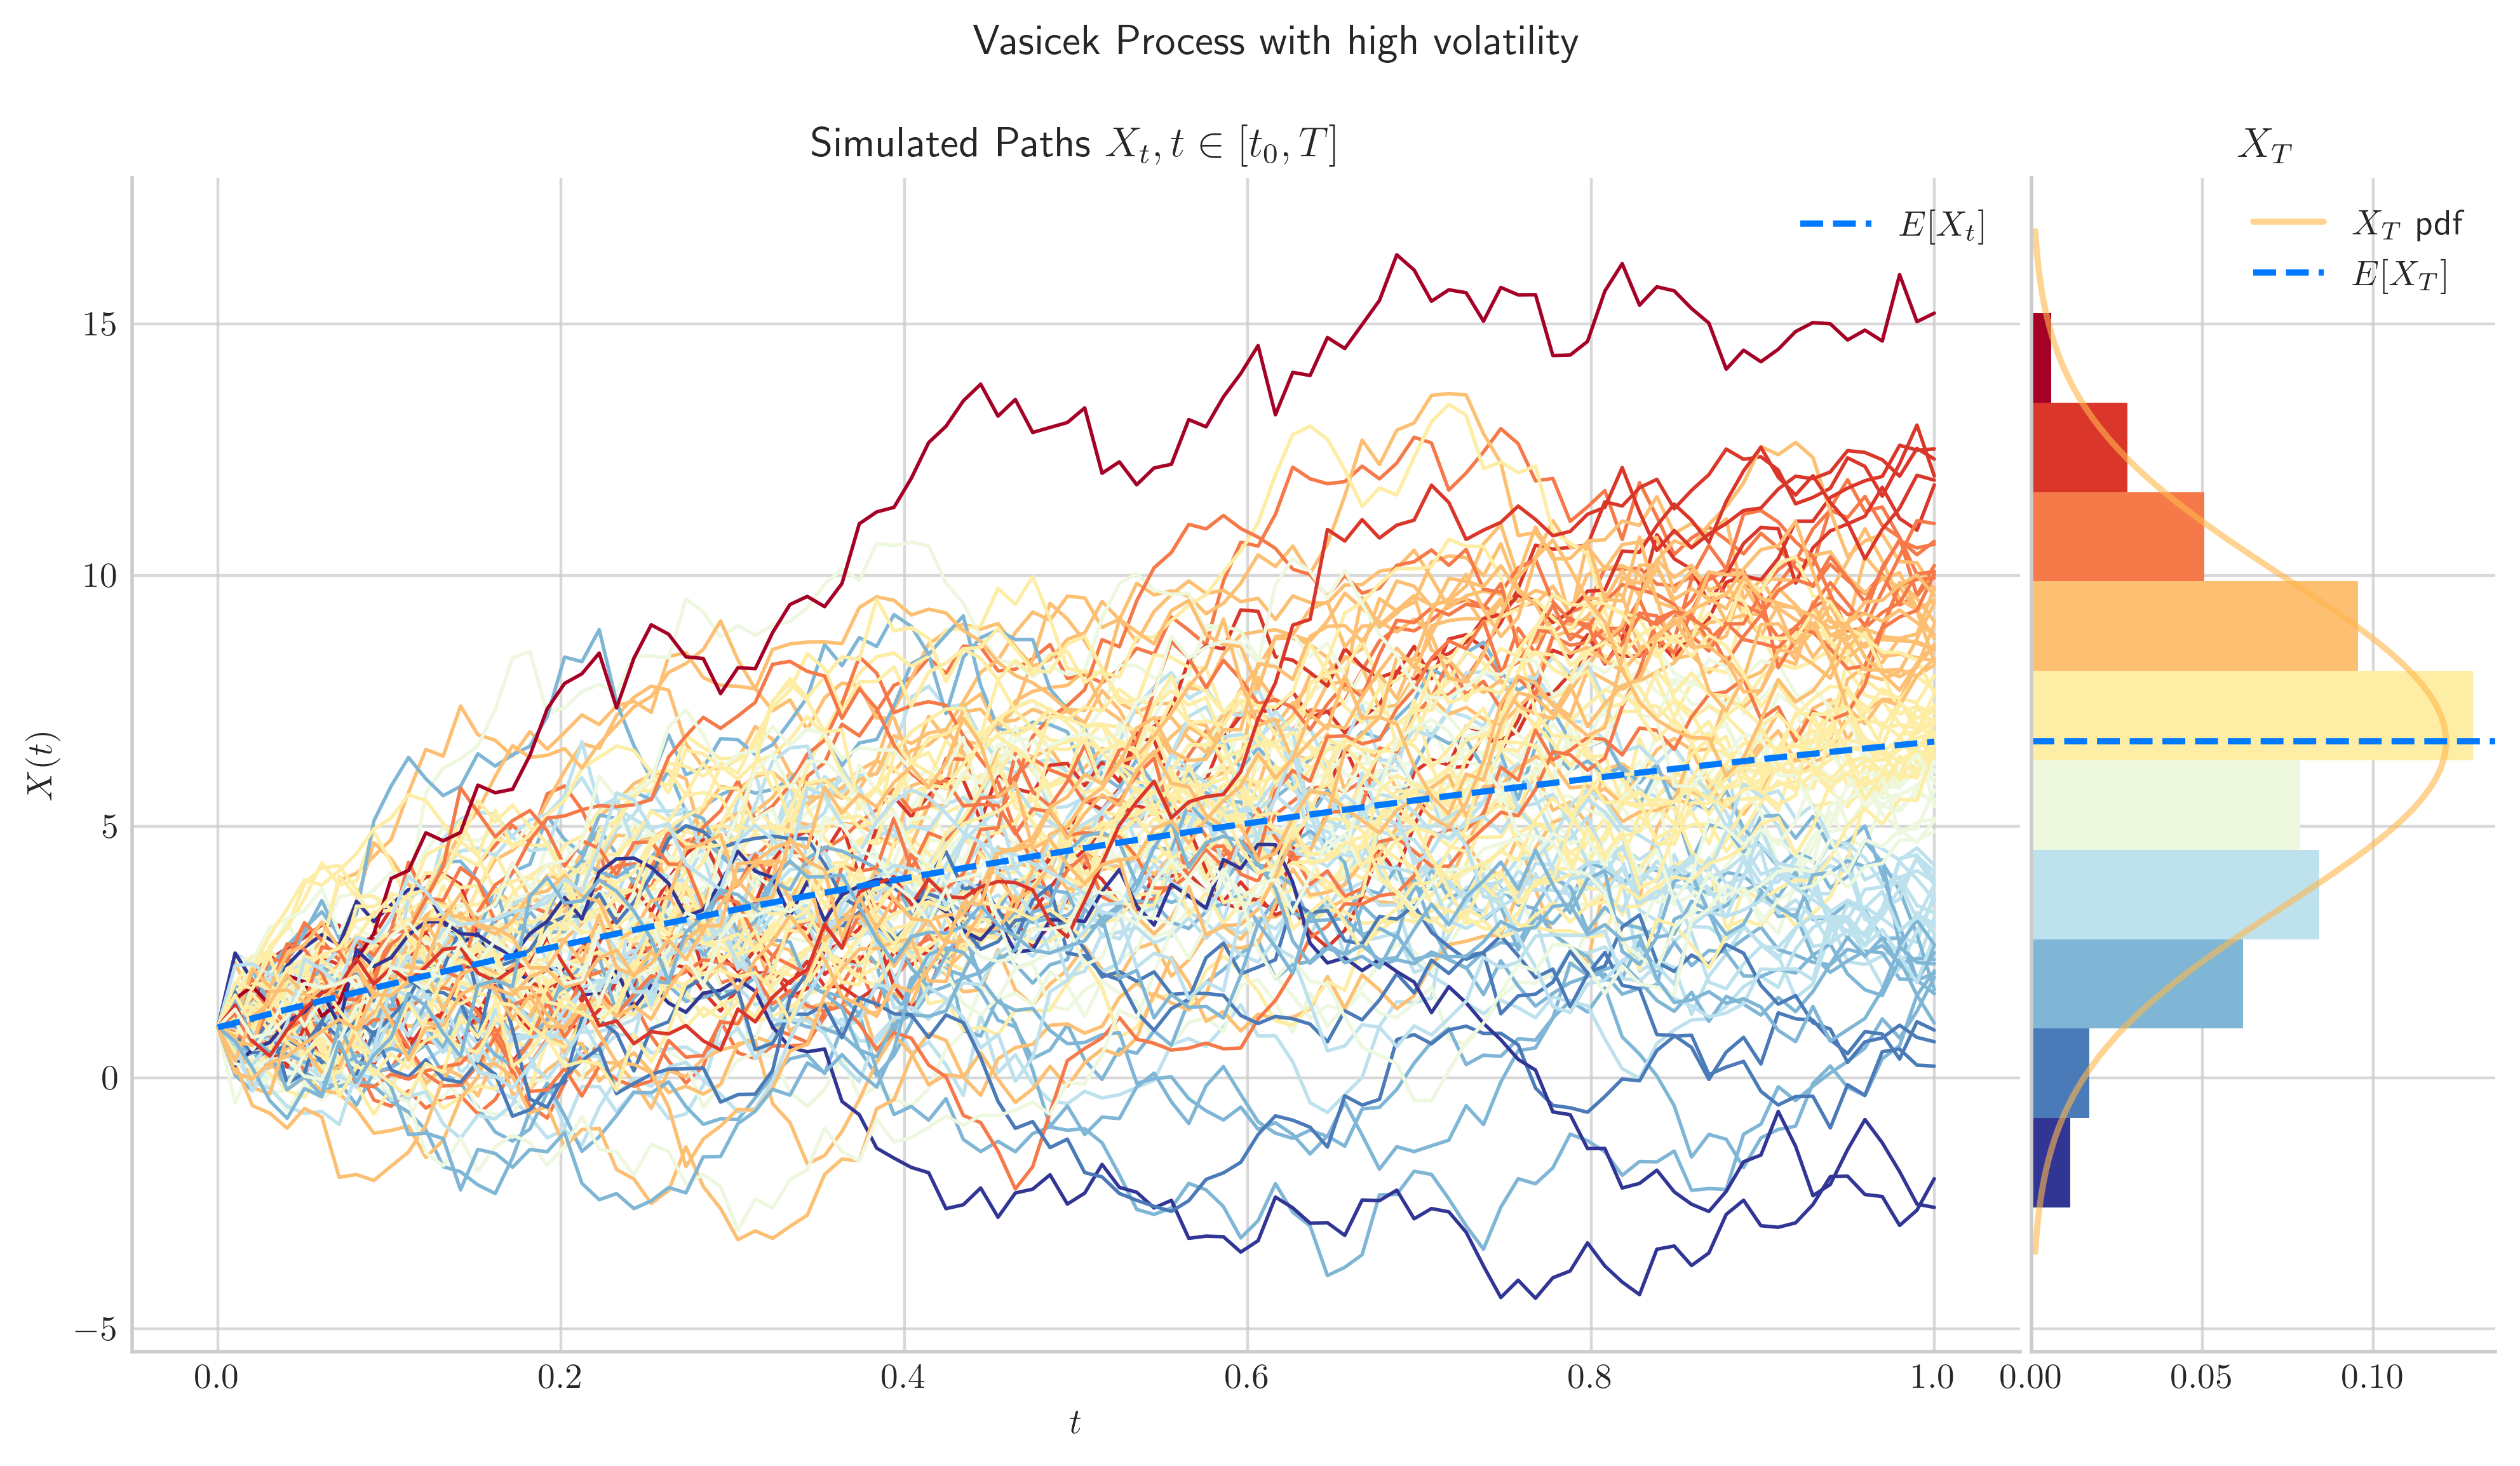 Vasicek Process with high volatility
Simulated Paths $X_t, t \in [t_0, T]$
$X_T$
$E[X_t]$
$X_T$ pdf
$E[X_T]$
15
10
5
0
−5
$X(t)$
0.0 0.2 0.4 0.6 0.8 1.0
0.00 0.05 0.10
$t$